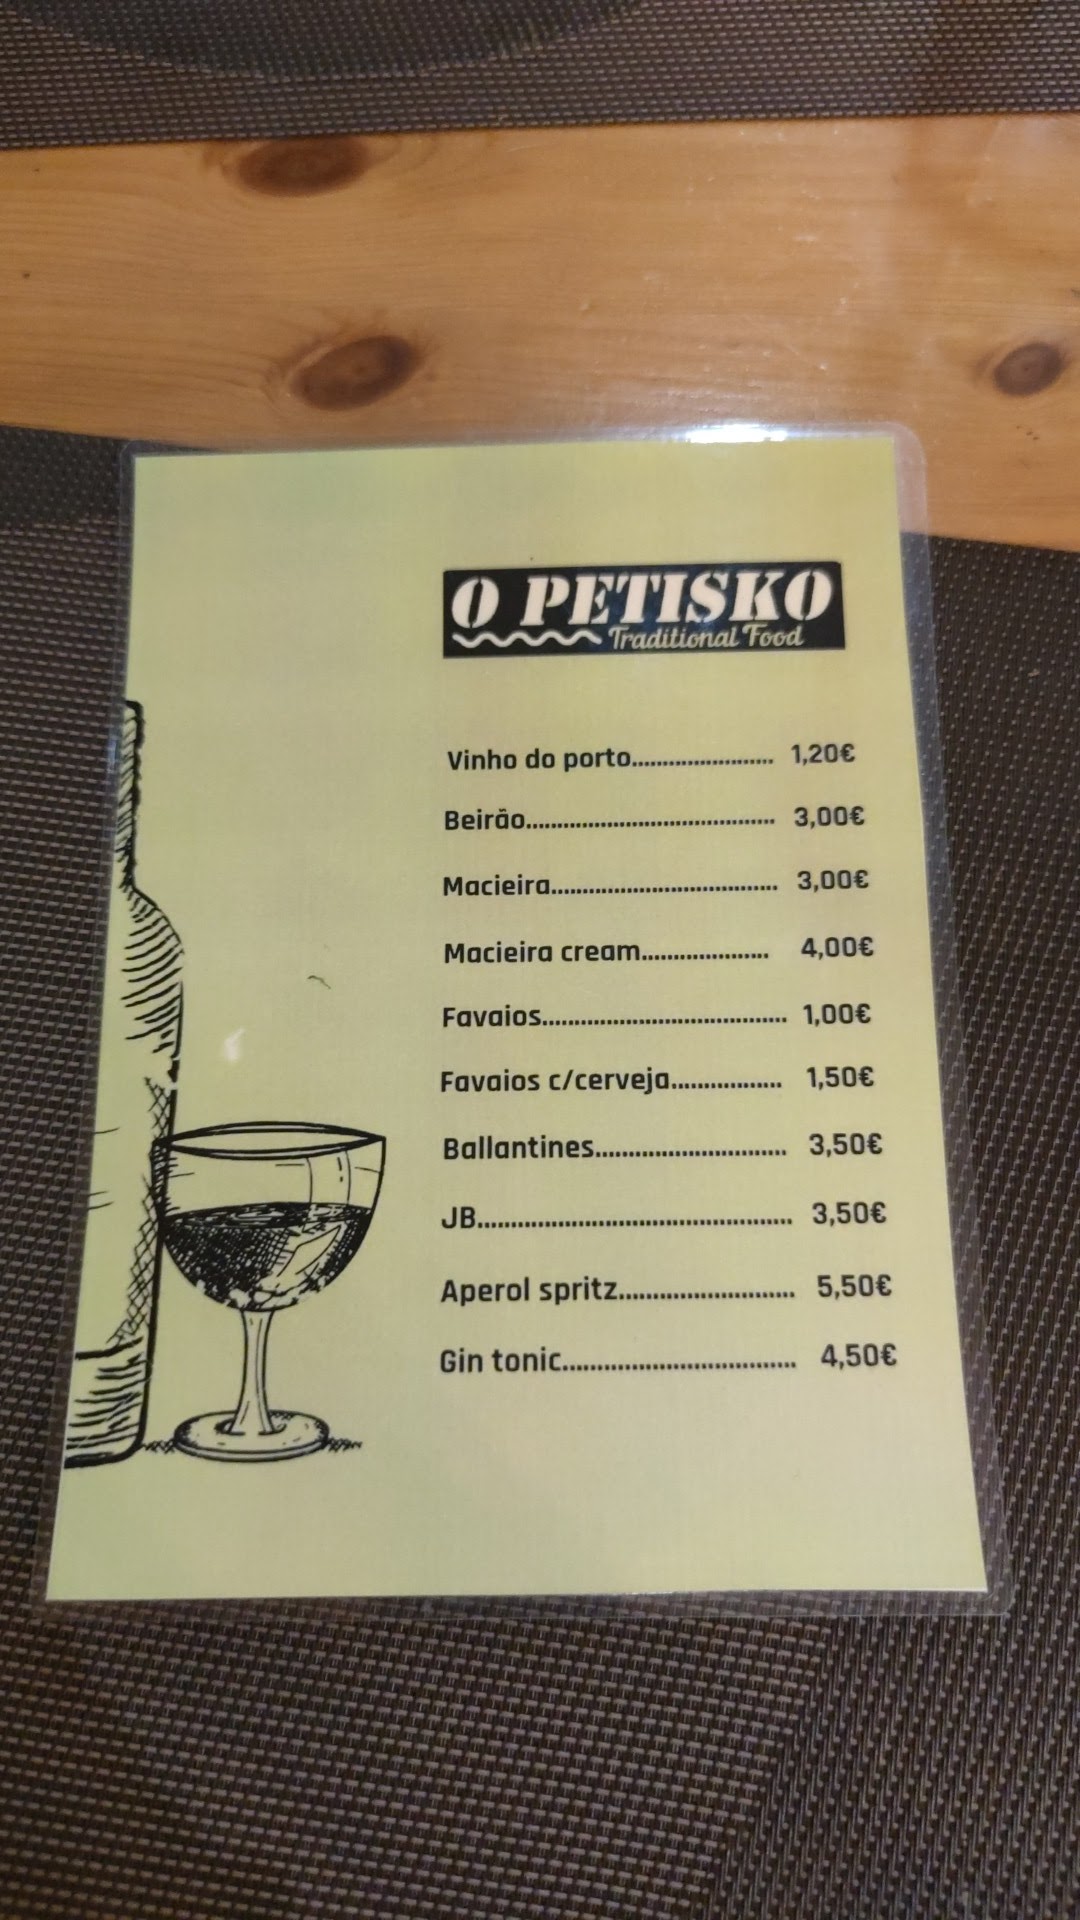 O PETISKO
Traditional Food
Vinho do porto....................... 1,20€
Beirão......................................... 3,00€
Macieira..................................... 3,00€
Macieira cream..................... 4,00€
Favaios........................................ 1,00€
Favaios c/cerveja.................. 1,50€
Ballantines............................... 3,50€
JB.................................................... 3,50€
Aperol spritz............................. 5,50€
Gin tonic...................................... 4,50€